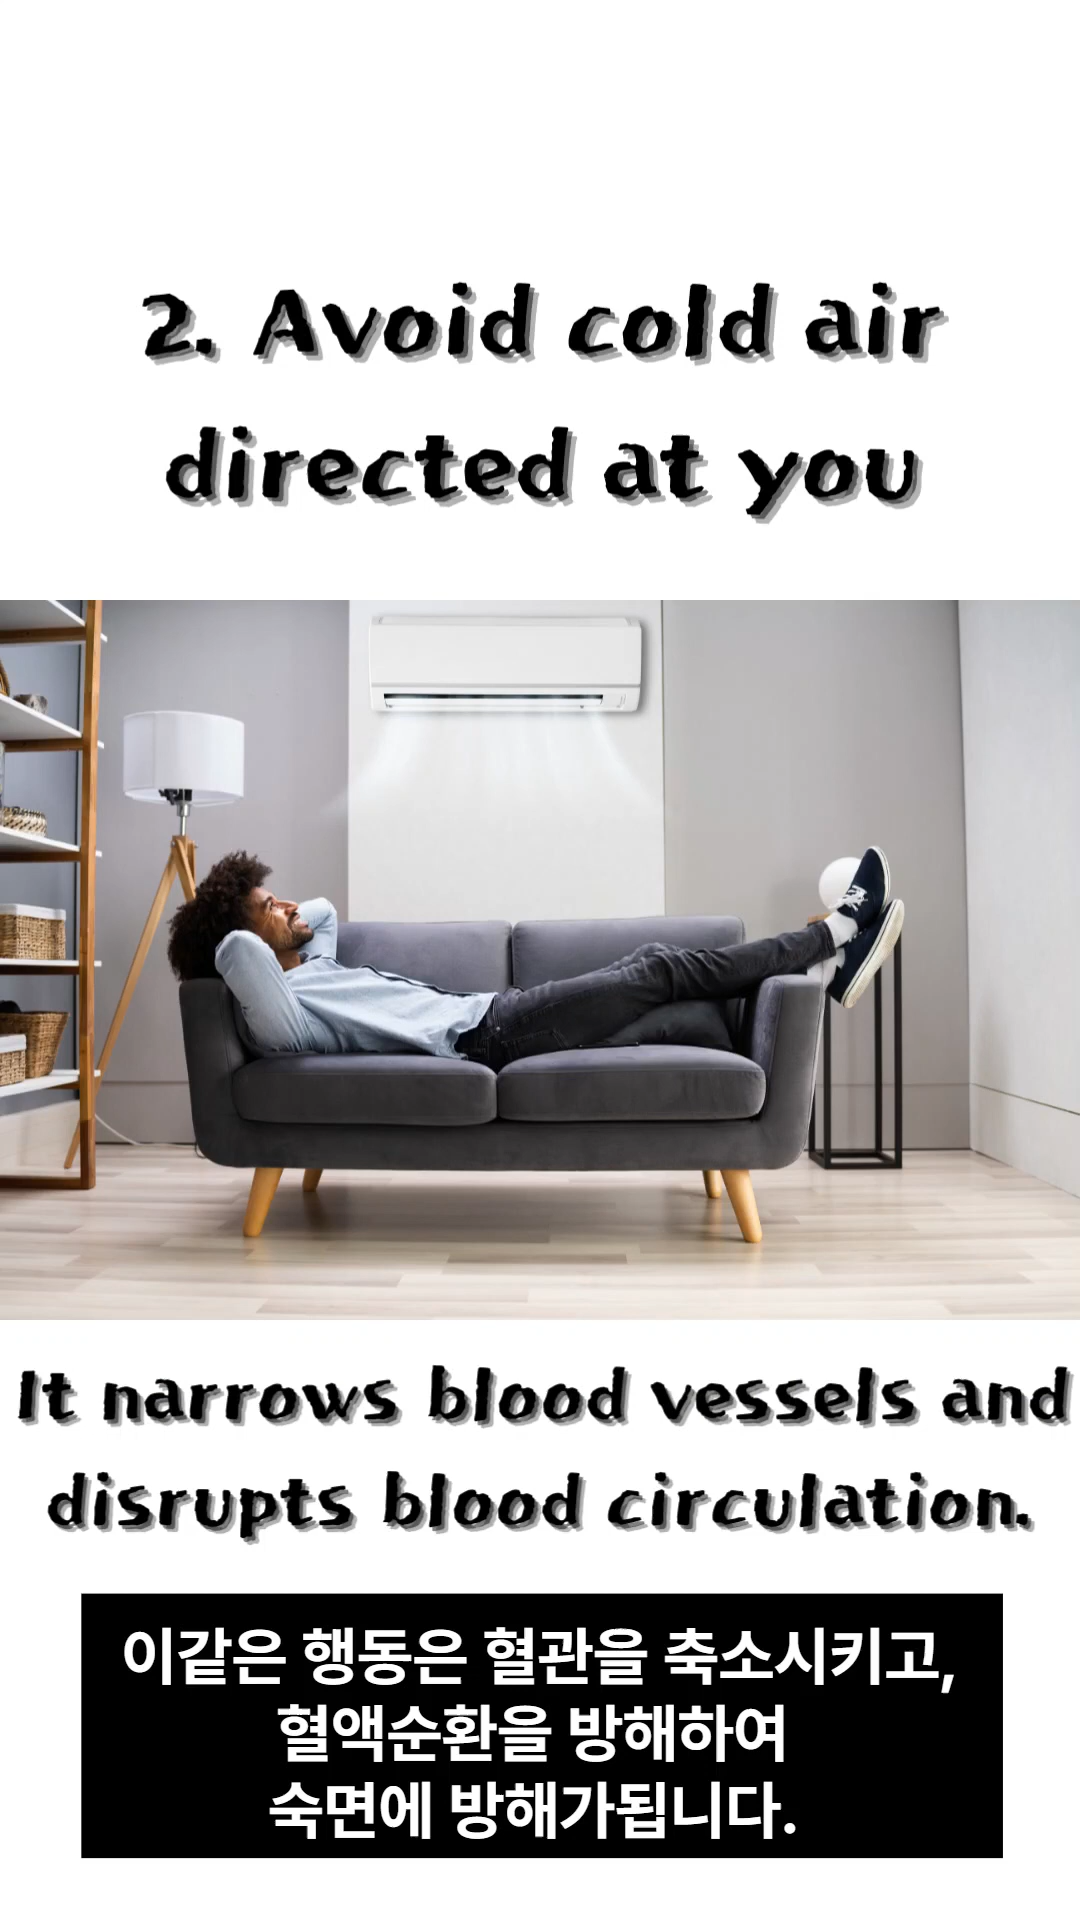 2. Avoid cold air
directed at you
It narrows blood vessels and
disrupts blood circulation.
이같은 행동은 혈관을 축소시키고,
혈액순환을 방해하여
숙면에 방해가됩니다.